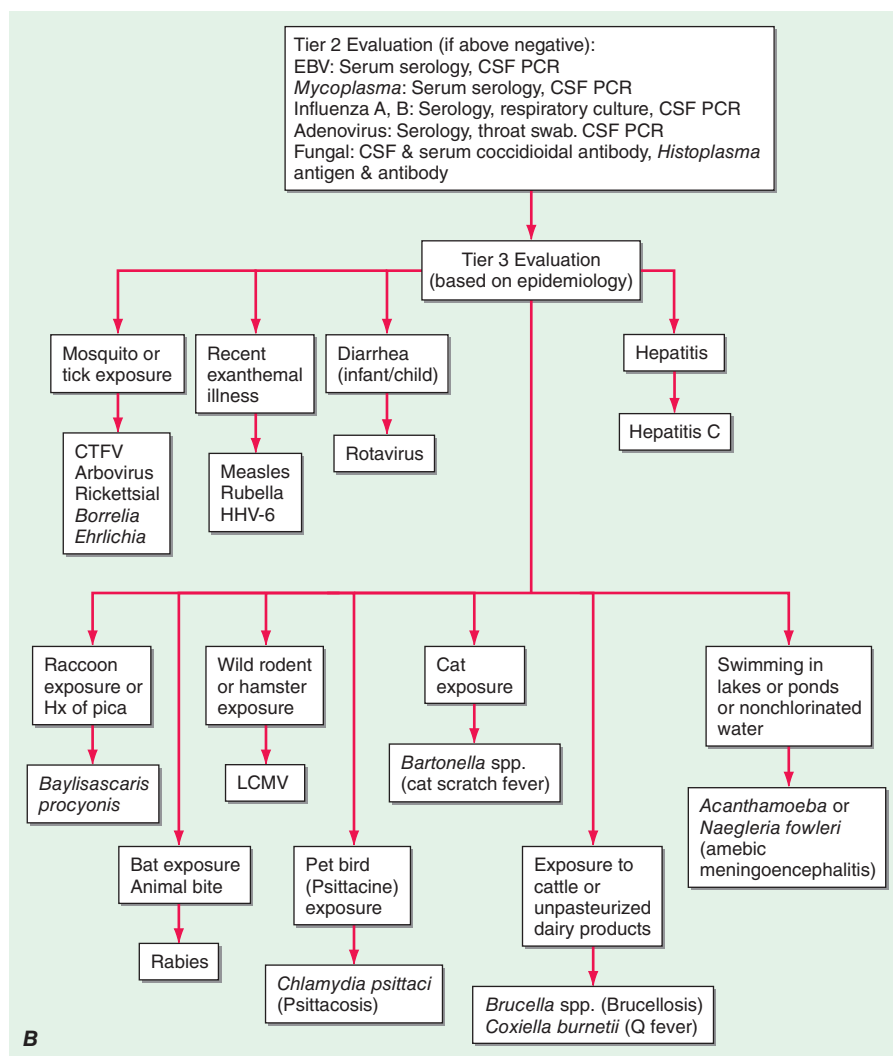 Tier 2 Evaluation (if above negative):
EBV: Serum serology, CSF PCR
Mycoplasma: Serum serology, CSF PCR
Influenza A, B: Serology, respiratory culture, CSF PCR
Adenovirus: Serology, throat swab. CSF PCR
Fungal: CSF & serum coccidioidal antibody, Histoplasma
antigen & antibody
Tier 3 Evaluation
(based on epidemiology)
Mosquito or
tick exposure
Recent
exanthemal
illness
Diarrhea
(infant/child)
Hepatitis
CTFV
Arbovirus
Rickettsial
Borrelia
Ehrlichia
Measles
Rubella
HHV-6
Rotavirus
Hepatitis C
Raccoon
exposure or
Hx of pica
Wild rodent
or hamster
exposure
Cat
exposure
Swimming in
lakes or ponds
or nonchlorinated
water
Baylisascaris
procyonis
LCMV
Bartonella spp.
(cat scratch fever)
Acanthamoeba or
Naegleria fowleri
(amebic
meningoencephalitis)
Bat exposure
Animal bite
Pet bird
(Psittacine)
exposure
Exposure to
cattle or
unpasteurized
dairy products
Rabies
Chlamydia psittaci
(Psittacosis)
Brucella spp. (Brucellosis)
Coxiella burnetii (Q fever)
B